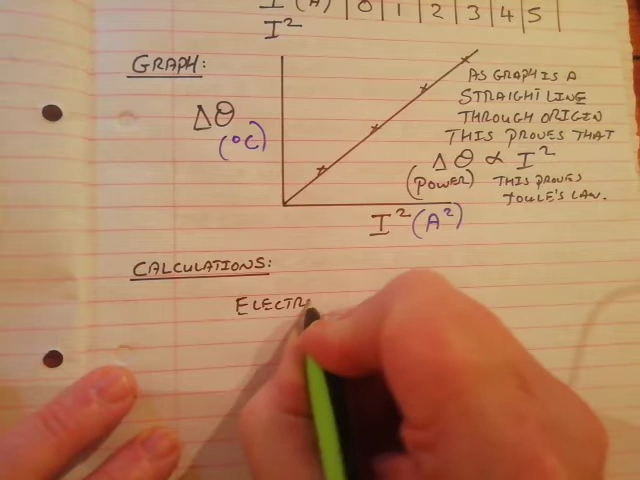 I (A) | 0 | 1 | 2 | 3 | 4 | 5 |
I²
GRAPH:
Δθ
(°C)
AS GRAPH IS A
STRAIGHT LINE
THROUGH ORIGIN
THIS PROVES THAT
Δθ ∝ I²
(POWER) THIS PROVES
JOULE'S LAW.
I² (A²)
CALCULATIONS:
ELECTR